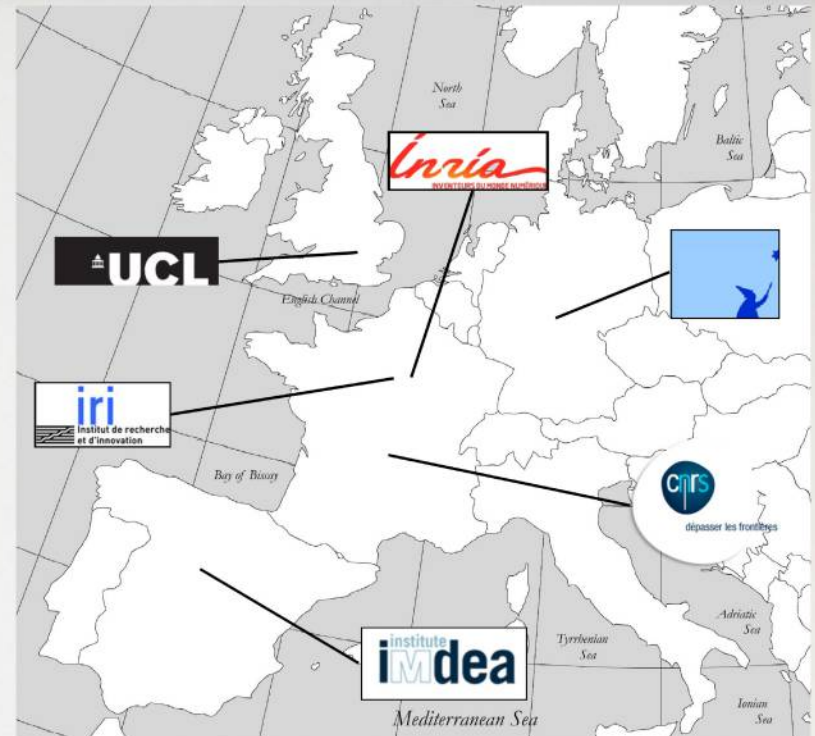 North
Sea
Baltic
Sea
Inria
INVENTEURS DU MONDE NUMÉRIQUE
UCL
English Channel
iri
Institut de recherche
et d'innovation
Bay of Biscay
cnrs
dépasser les frontières
Adriatic
Sea
Tyrrhenian
Sea
institute
iMdea
Mediterranean Sea
Ionian
Sea